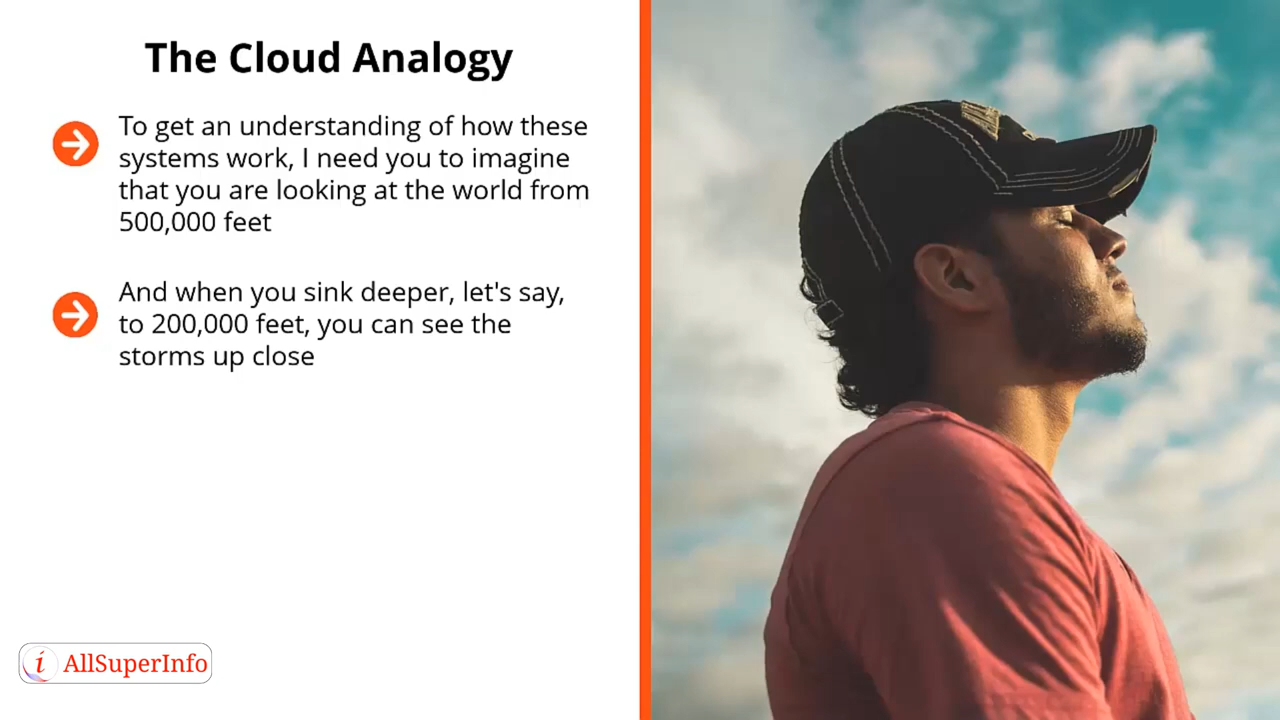 The Cloud Analogy
To get an understanding of how these
systems work, I need you to imagine
that you are looking at the world from
500,000 feet
And when you sink deeper, let's say,
to 200,000 feet, you can see the
storms up close
i AllSuperInfo